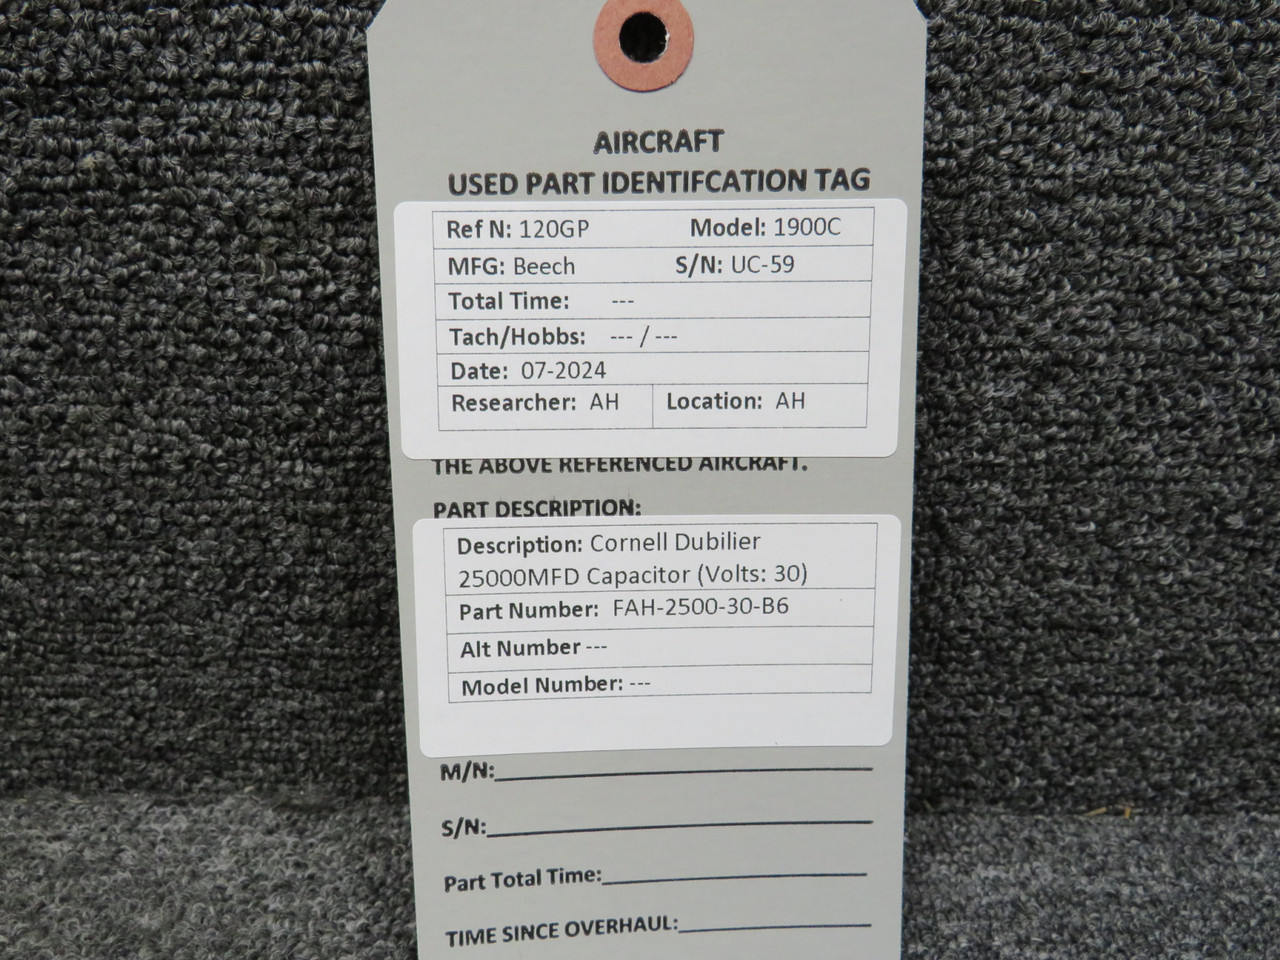 AIRCRAFT
USED PART IDENTIFCATION TAG
Ref N: 120GP Model: 1900C
MFG: Beech S/N: UC-59
Total Time: ---
Tach/Hobbs: --- / ---
Date: 07-2024
Researcher: AH Location: AH
THE ABOVE REFERENCED AIRCRAFT.
PART DESCRIPTION:
Description: Cornell Dubilier
25000MFD Capacitor (Volts: 30)
Part Number: FAH-2500-30-B6
Alt Number ---
Model Number: ---
M/N:
S/N:
Part Total Time:
TIME SINCE OVERHAUL: